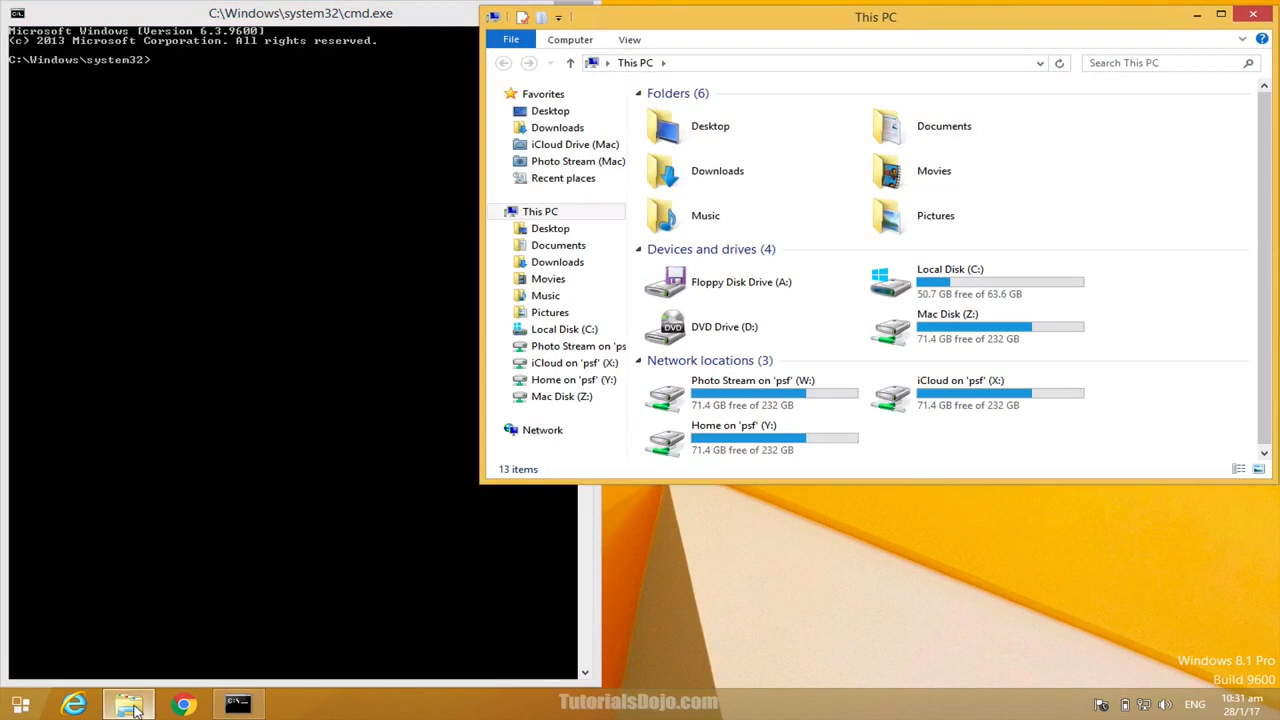 C:\Windows\system32\cmd.exe
Microsoft Windows [Version 6.3.9600]
(c) 2013 Microsoft Corporation. All rights reserved.
C:\Windows\system32>
This PC
File
Computer
View
This PC
Search This PC
Favorites
Desktop
Downloads
iCloud Drive (Mac)
Photo Stream (Mac)
Recent places
This PC
Desktop
Documents
Downloads
Movies
Music
Pictures
Local Disk (C:)
Photo Stream on 'ps
iCloud on 'psf' (X:)
Home on 'psf' (Y:)
Mac Disk (Z:)
Network
Folders (6)
Desktop
Documents
Downloads
Movies
Music
Pictures
Devices and drives (4)
Floppy Disk Drive (A:)
Local Disk (C:)
50.7 GB free of 63.6 GB
DVD
DVD Drive (D:)
Mac Disk (Z:)
71.4 GB free of 232 GB
Network locations (3)
Photo Stream on 'psf' (W:)
71.4 GB free of 232 GB
iCloud on 'psf' (X:)
71.4 GB free of 232 GB
Home on 'psf' (Y:)
71.4 GB free of 232 GB
13 items
Windows 8.1 Pro
Build 9600
TutorialsDojo.com
ENG
10:31 am
28/1/17